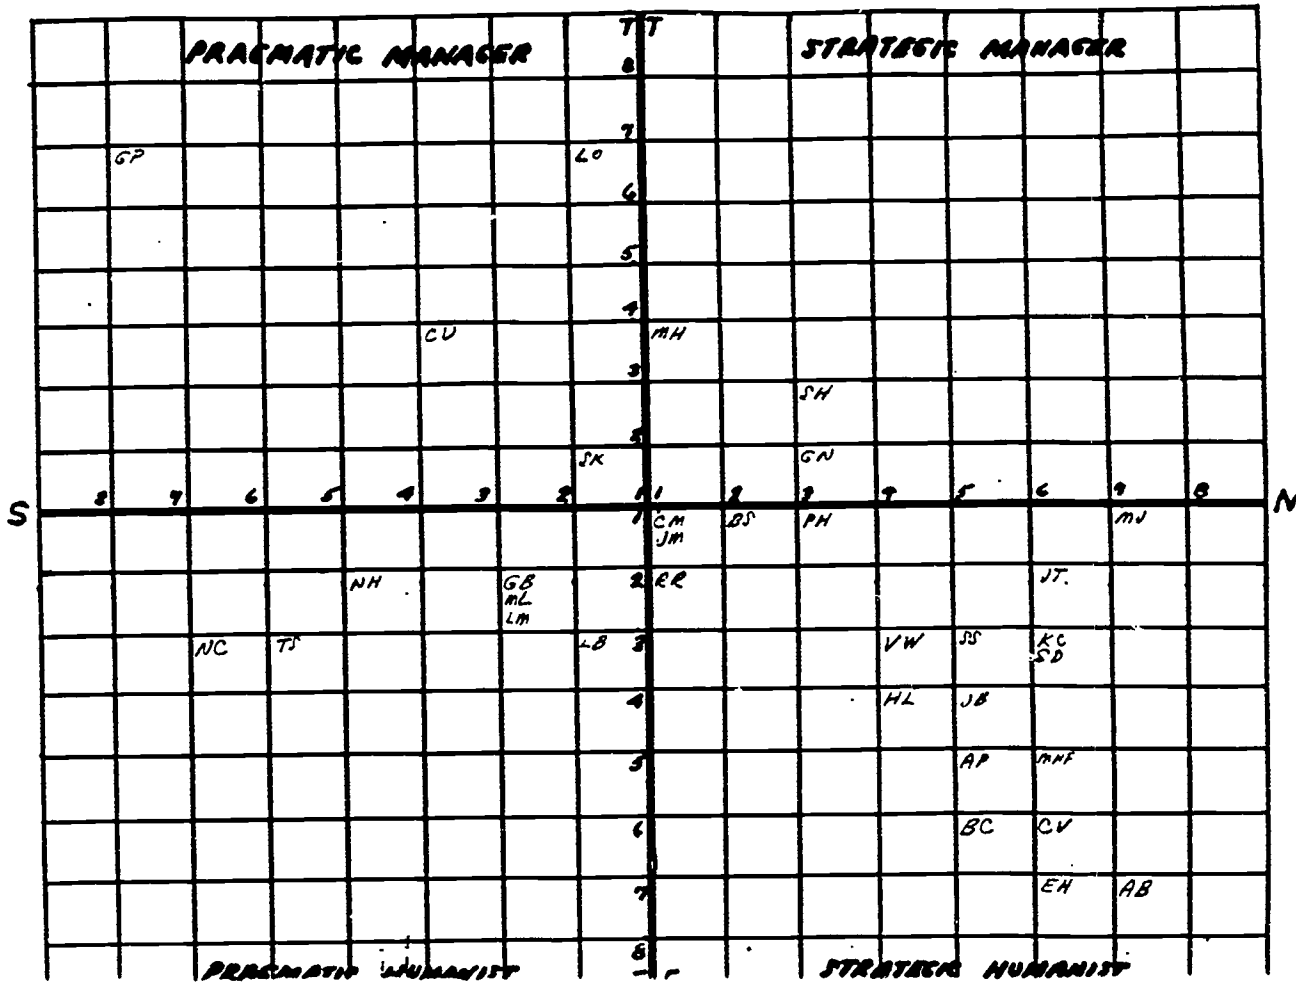 TT
PRAGMATIC MANAGER STRATEGIC MANAGER
8
7
GP LO
6
5
4
CU MH
3
SH
2
SK GN
S 8 7 6 5 4 3 2 1 1 2 3 4 5 6 7 8 N
1 CM BS PH MJ
JM
NH GB 2 RR JT.
ML
LM
NC TS LB 3 VW SS KC
SD
4 HL JB
5 AP MHF
6 BC CV
7 EH AB
8
PRAGMATIC HUMANIST STRATEGIC HUMANIST